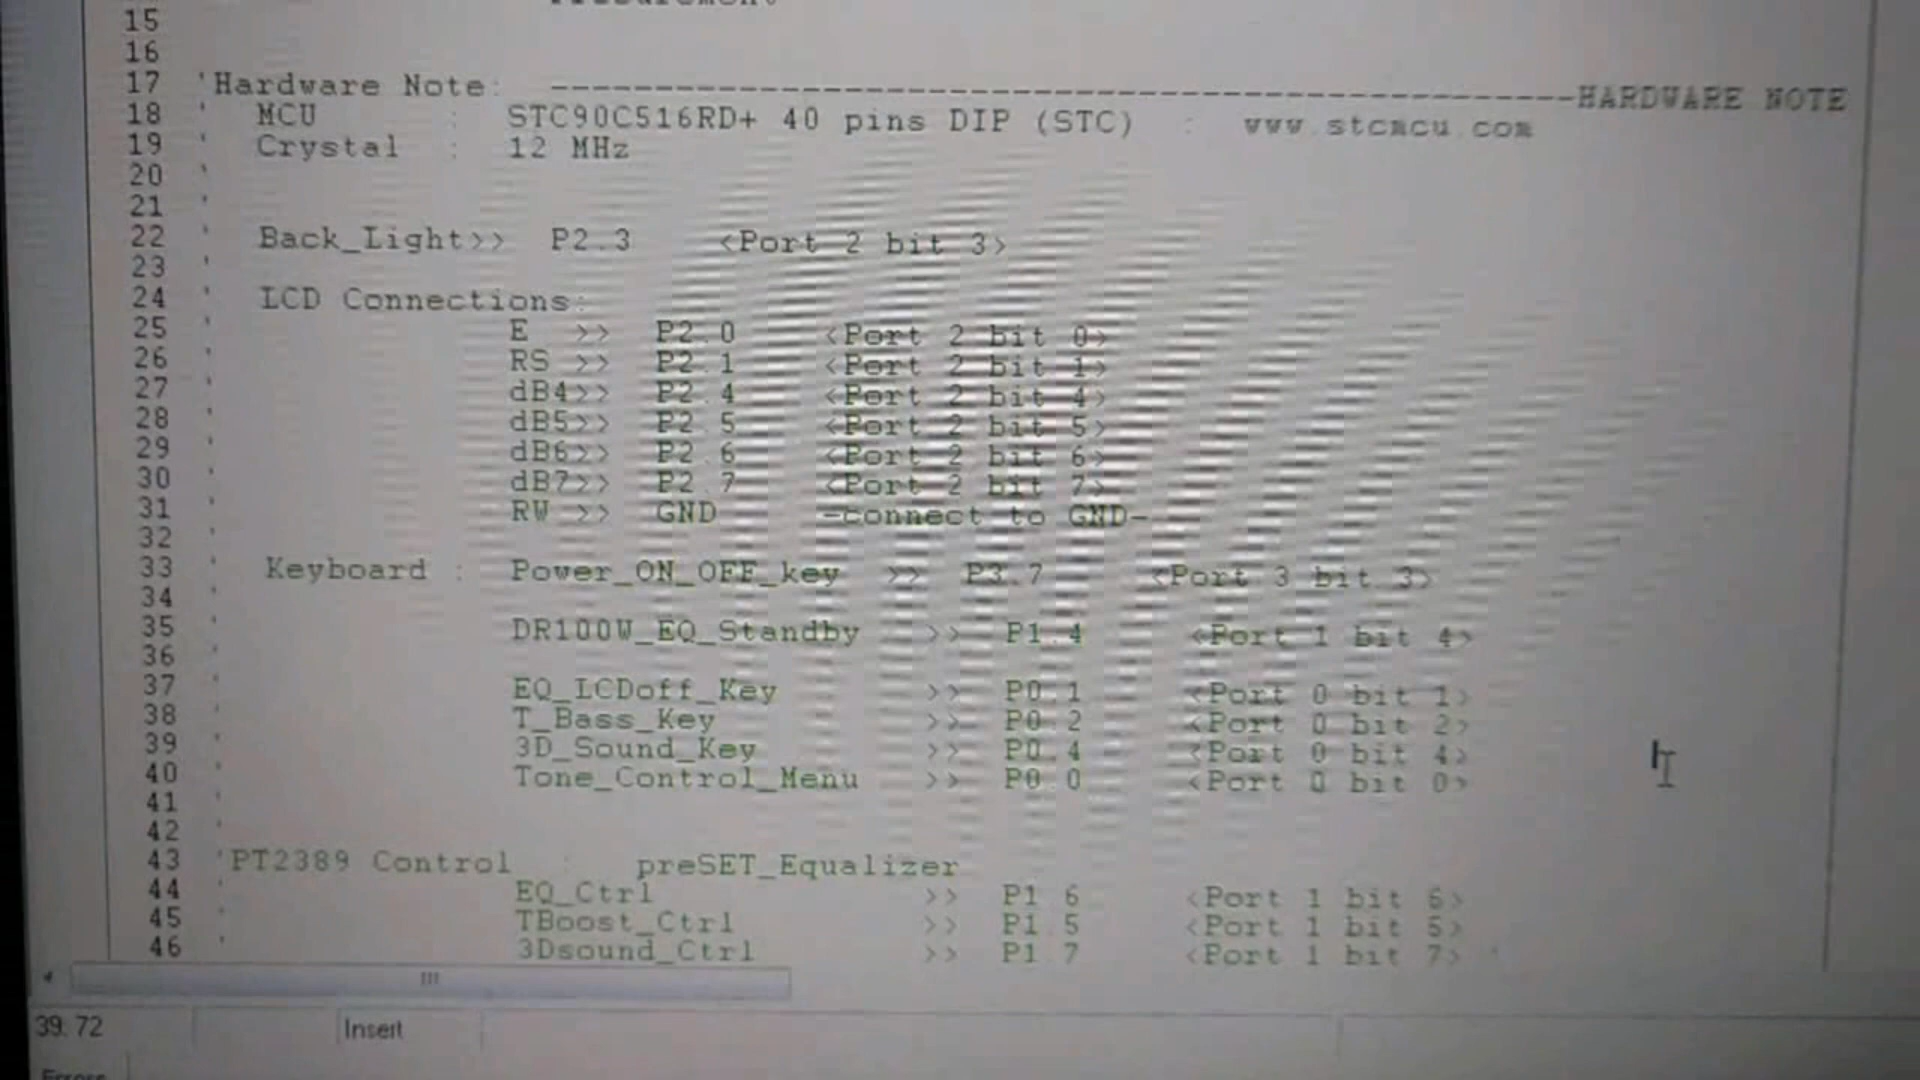 15
16
17 'Hardware Note: -------------------------------------------------HARDWARE NOTE
18 ' MCU : STC90C516RD+ 40 pins DIP (STC) : www.stcmcu.com
19 ' Crystal : 12 MHz
20 '
21 '
22 ' Back_Light>> P2.3 <Port 2 bit 3>
23 '
24 ' LCD Connections:
25 ' E >> P2.0 <Port 2 bit 0>
26 ' RS >> P2.1 <Port 2 bit 1>
27 ' dB4>> P2.4 <Port 2 bit 4>
28 ' dB5>> P2.5 <Port 2 bit 5>
29 ' dB6>> P2.6 <Port 2 bit 6>
30 ' dB7>> P2.7 <Port 2 bit 7>
31 ' RW >> GND -connect to GND-
32 '
33 ' Keyboard : Power_ON_OFF_key >> P3.7 <Port 3 bit 3>
34 '
35 ' DR100W_EQ_Standby >> P1.4 <Port 1 bit 4>
36 '
37 ' EQ_LCDoff_Key >> P0.1 <Port 0 bit 1>
38 ' T_Bass_Key >> P0.2 <Port 0 bit 2>
39 ' 3D_Sound_Key >> P0.4 <Port 0 bit 4>
40 ' Tone_Control_Menu >> P0.0 <Port 0 bit 0>
41 '
42 '
43 'PT2389 Control : preSET_Equalizer
44 ' EQ_Ctrl >> P1.6 <Port 1 bit 6>
45 ' TBoost_Ctrl >> P1.5 <Port 1 bit 5>
46 ' 3Dsound_Ctrl >> P1.7 <Port 1 bit 7>
39: 72 Insert
Errors